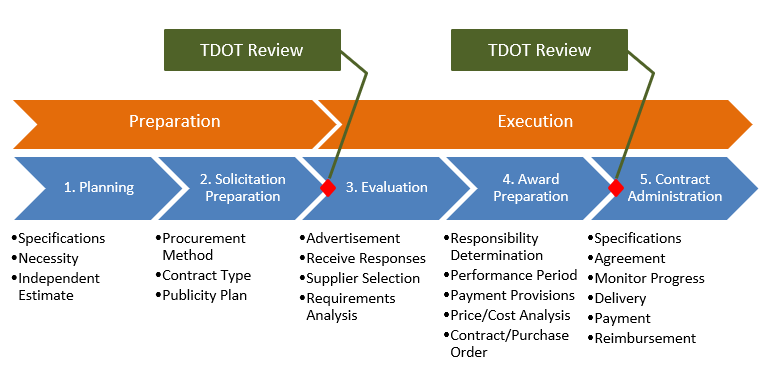 TDOT Review
TDOT Review
Preparation
Execution
1. Planning
2. Solicitation
Preparation
3. Evaluation
4. Award
Preparation
5. Contract
Administration
•Specifications
•Necessity
•Independent
Estimate
•Procurement
Method
•Contract Type
•Publicity Plan
•Advertisement
•Receive Responses
•Supplier Selection
•Requirements
Analysis
•Responsibility
Determination
•Performance Period
•Payment Provisions
•Price/Cost Analysis
•Contract/Purchase
Order
•Specifications
•Agreement
•Monitor Progress
•Delivery
•Payment
•Reimbursement